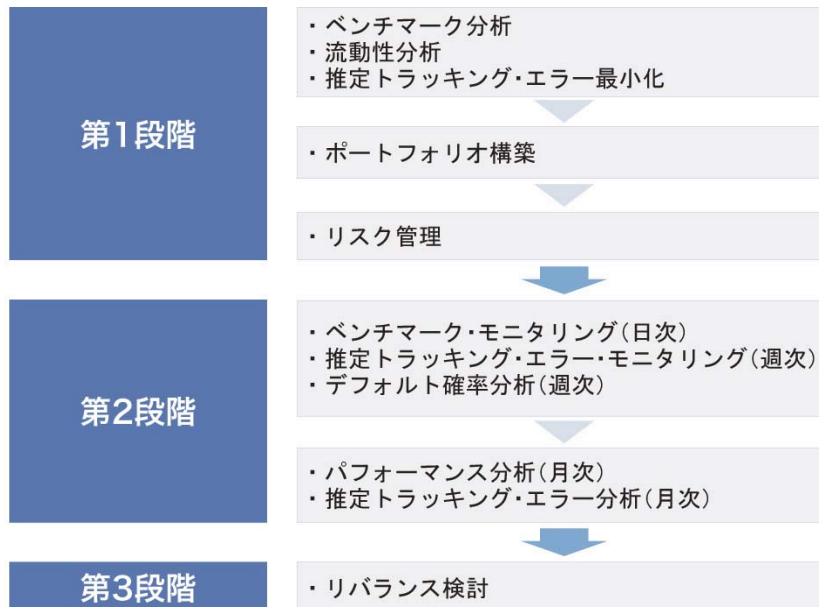 第1段階
・ベンチマーク分析
・流動性分析
・推定トラッキング・エラー最小化
・ポートフォリオ構築
・リスク管理
第2段階
・ベンチマーク・モニタリング(日次)
・推定トラッキング・エラー・モニタリング(週次)
・デフォルト確率分析(週次)
・パフォーマンス分析(月次)
・推定トラッキング・エラー分析(月次)
第3段階
・リバランス検討